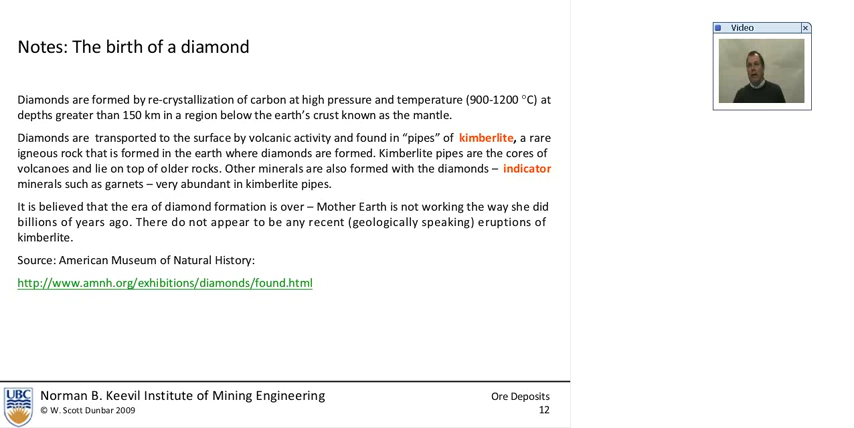 Notes: The birth of a diamond
Video
Diamonds are formed by re-crystallization of carbon at high pressure and temperature (900-1200 °C) at
depths greater than 150 km in a region below the earth's crust known as the mantle.
Diamonds are transported to the surface by volcanic activity and found in "pipes" of kimberlite, a rare
igneous rock that is formed in the earth where diamonds are formed. Kimberlite pipes are the cores of
volcanoes and lie on top of older rocks. Other minerals are also formed with the diamonds – indicator
minerals such as garnets – very abundant in kimberlite pipes.
It is believed that the era of diamond formation is over – Mother Earth is not working the way she did
billions of years ago. There do not appear to be any recent (geologically speaking) eruptions of
kimberlite.
Source: American Museum of Natural History:
http://www.amnh.org/exhibitions/diamonds/found.html
UBC
Norman B. Keevil Institute of Mining Engineering
© W. Scott Dunbar 2009
Ore Deposits
12